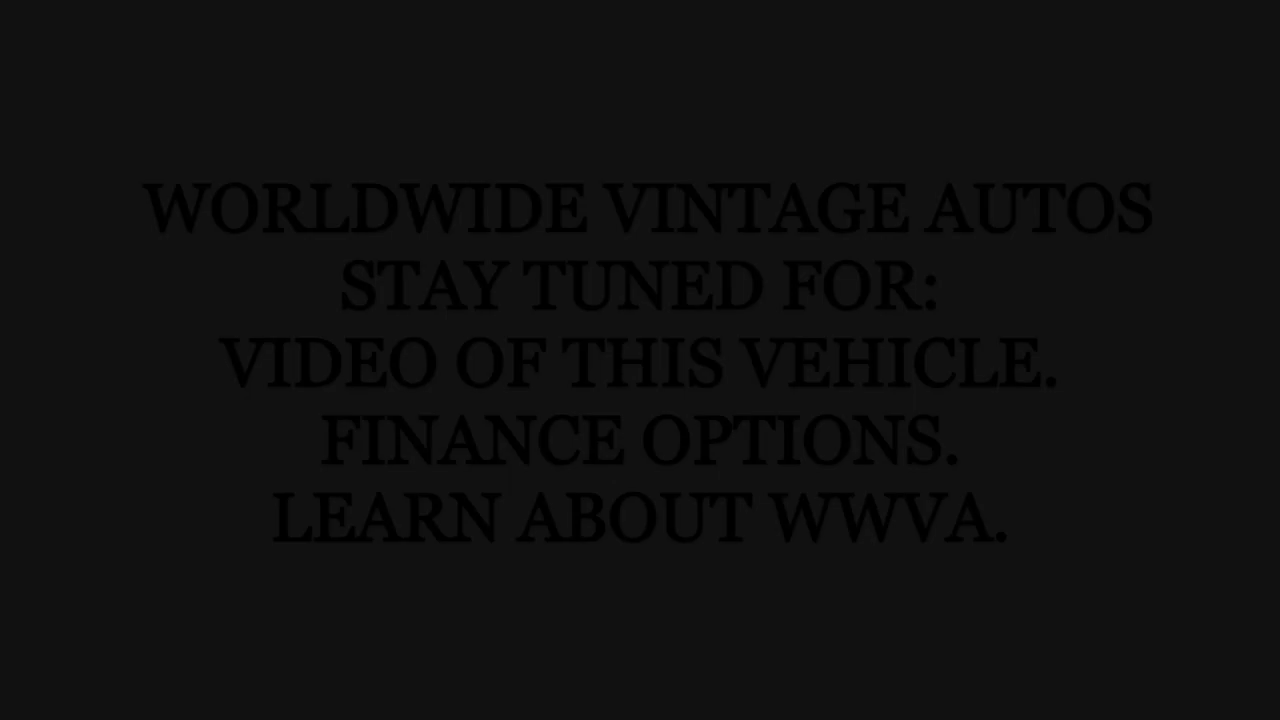 WORLDWIDE VINTAGE AUTOS
STAY TUNED FOR:
VIDEO OF THIS VEHICLE.
FINANCE OPTIONS.
LEARN ABOUT WWVA.